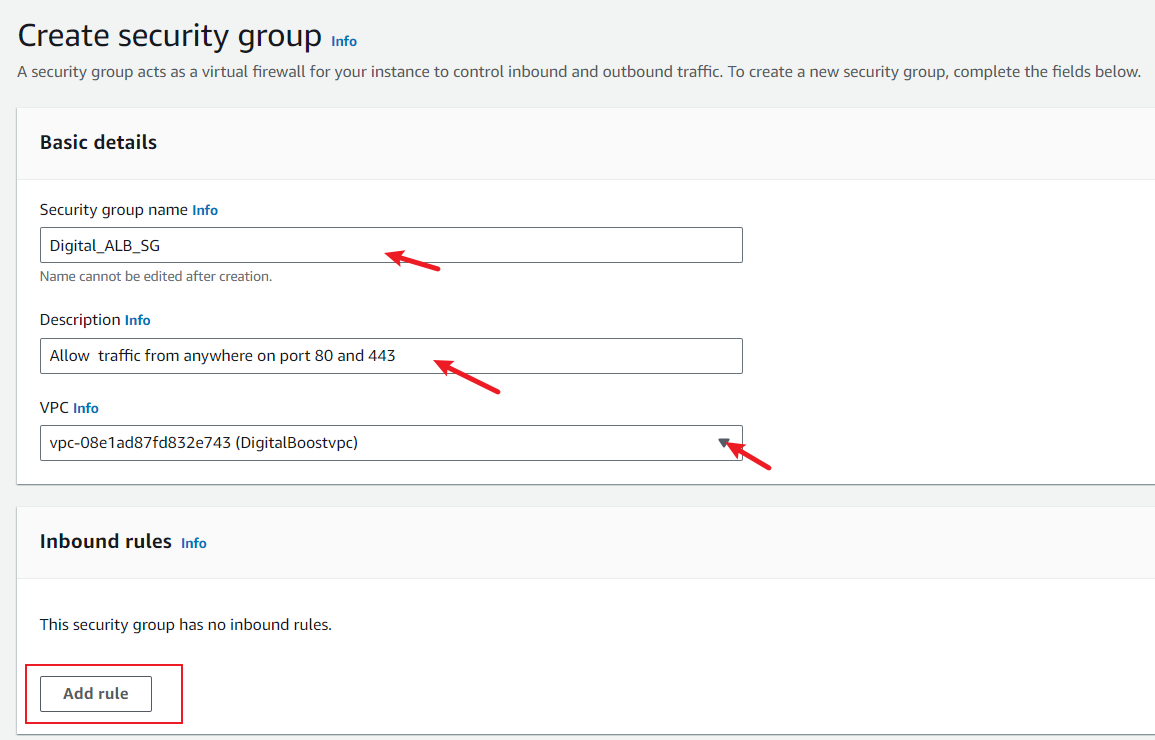 Create security group Info
A security group acts as a virtual firewall for your instance to control inbound and outbound traffic. To create a new security group, complete the fields below.
Basic details
Security group name Info
Digital_ALB_SG
Name cannot be edited after creation.
Description Info
Allow  traffic from anywhere on port 80 and 443
VPC Info
vpc-08e1ad87fd832e743 (DigitalBoostvpc)
Inbound rules Info
This security group has no inbound rules.
Add rule